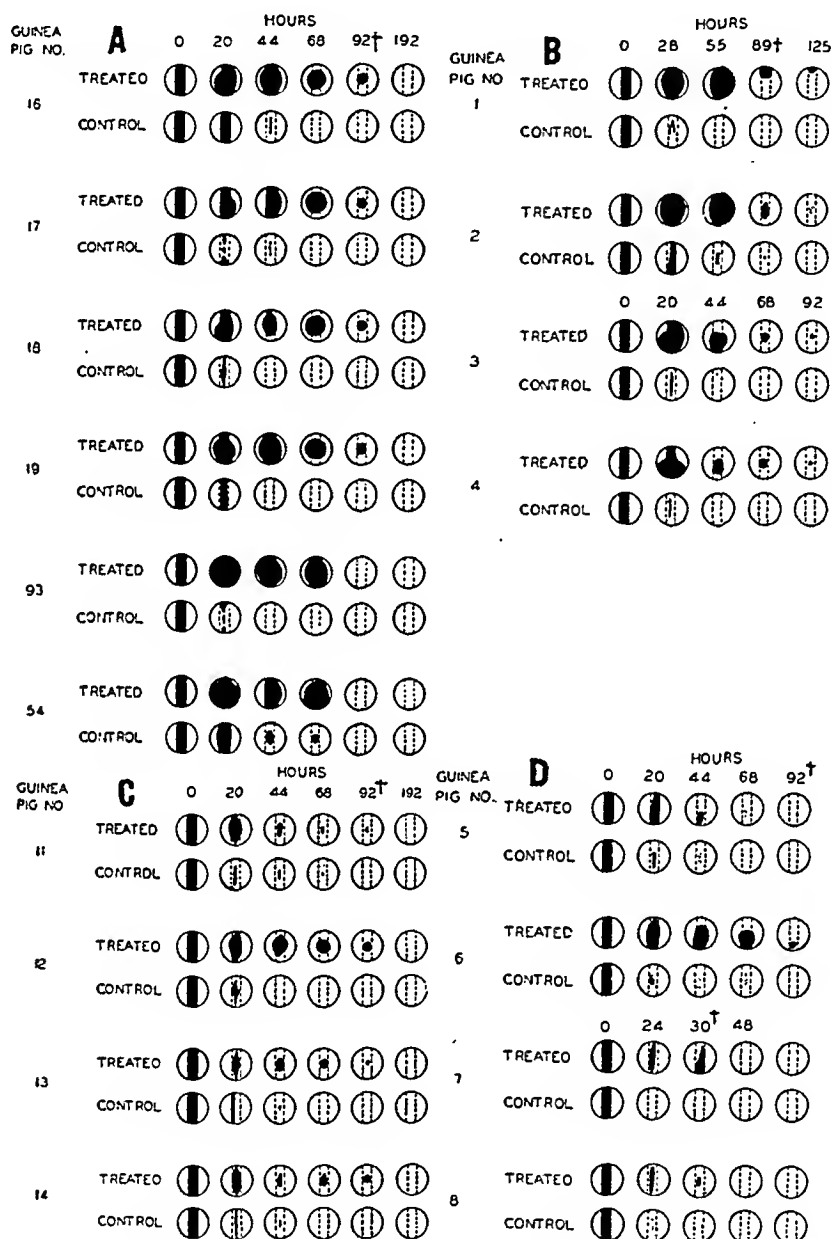 GUINEA PIG NO.
A
HOURS
0 20 44 68 92† 192
16
TREATED
CONTROL
17
TREATED
CONTROL
18
TREATED
CONTROL
19
TREATED
CONTROL
93
TREATED
CONTROL
54
TREATED
CONTROL
GUINEA PIG NO
B
HOURS
0 28 55 89† 125
1
TREATED
CONTROL
2
TREATED
CONTROL
0 20 44 68 92
3
TREATED
CONTROL
4
TREATED
CONTROL
GUINEA PIG NO
C
HOURS
0 20 44 68 92† 192
11
TREATED
CONTROL
12
TREATED
CONTROL
13
TREATED
CONTROL
14
TREATED
CONTROL
GUINEA PIG NO.
D
HOURS
0 20 44 68 92†
5
TREATED
CONTROL
6
TREATED
CONTROL
0 24 30† 48
7
TREATED
CONTROL
8
TREATED
CONTROL